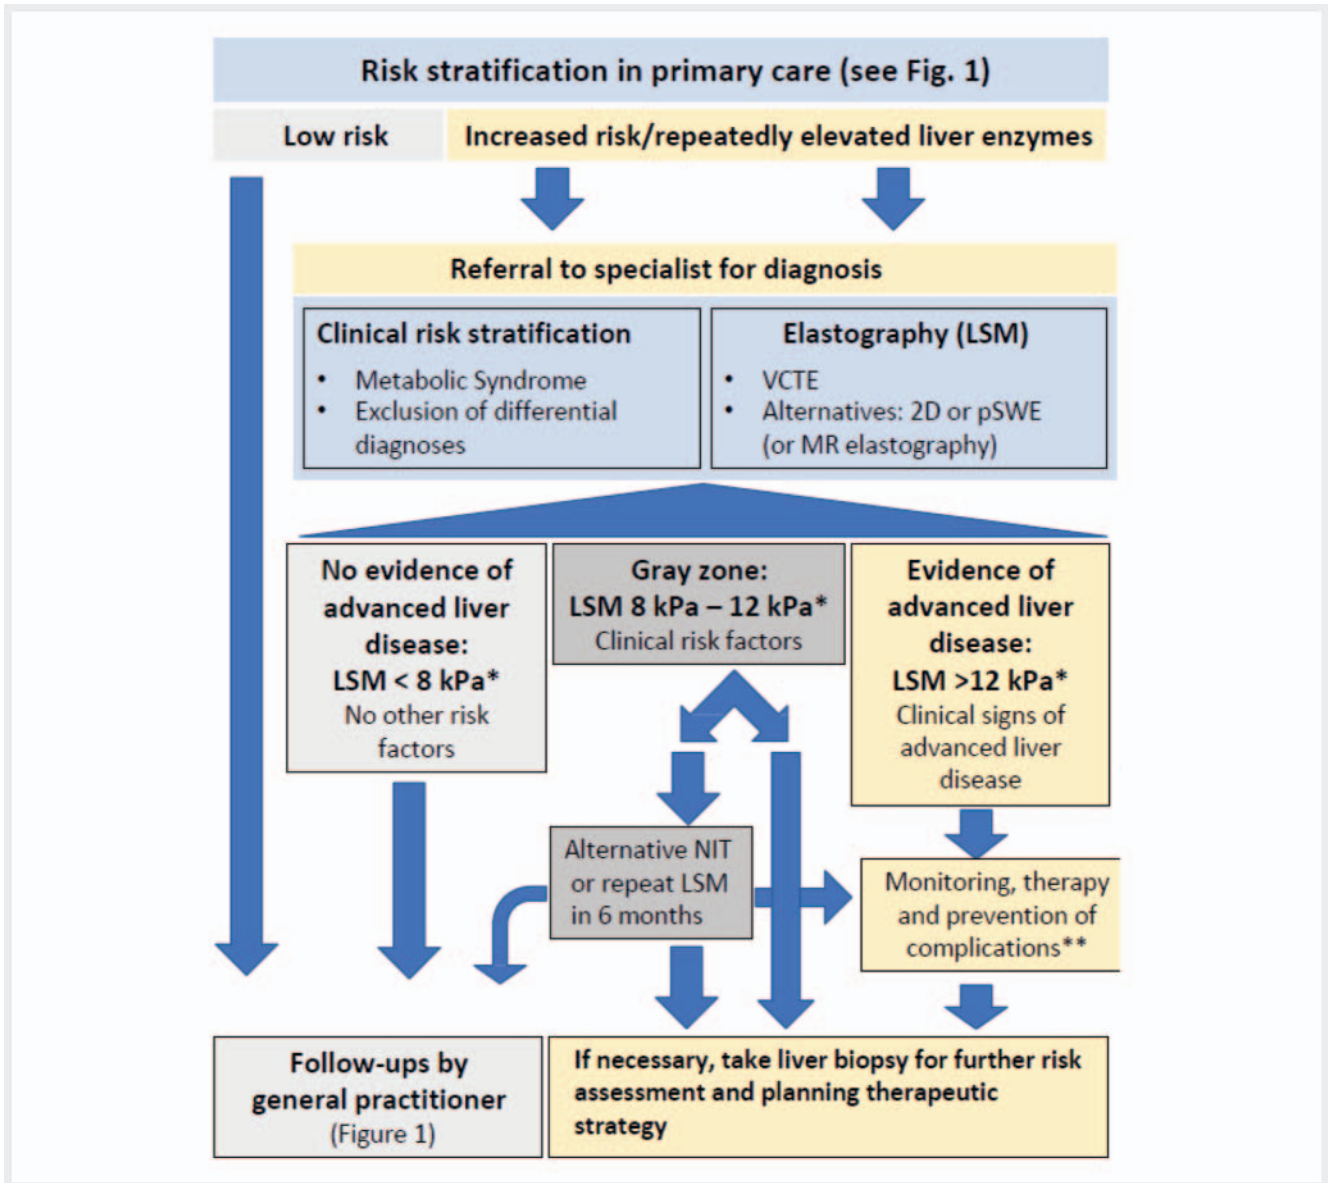 Risk stratification in primary care (see Fig. 1)
Low risk
Increased risk/repeatedly elevated liver enzymes
Referral to specialist for diagnosis
Clinical risk stratification
• Metabolic Syndrome
• Exclusion of differential
diagnoses
Elastography (LSM)
• VCTE
• Alternatives: 2D or pSWE
(or MR elastography)
No evidence of
advanced liver
disease:
LSM < 8 kPa*
No other risk
factors
Gray zone:
LSM 8 kPa – 12 kPa*
Clinical risk factors
Evidence of
advanced liver
disease:
LSM >12 kPa*
Clinical signs of
advanced liver
disease
Alternative NIT
or repeat LSM
in 6 months
Monitoring, therapy
and prevention of
complications**
Follow-ups by
general practitioner
(Figure 1)
If necessary, take liver biopsy for further risk
assessment and planning therapeutic
strategy